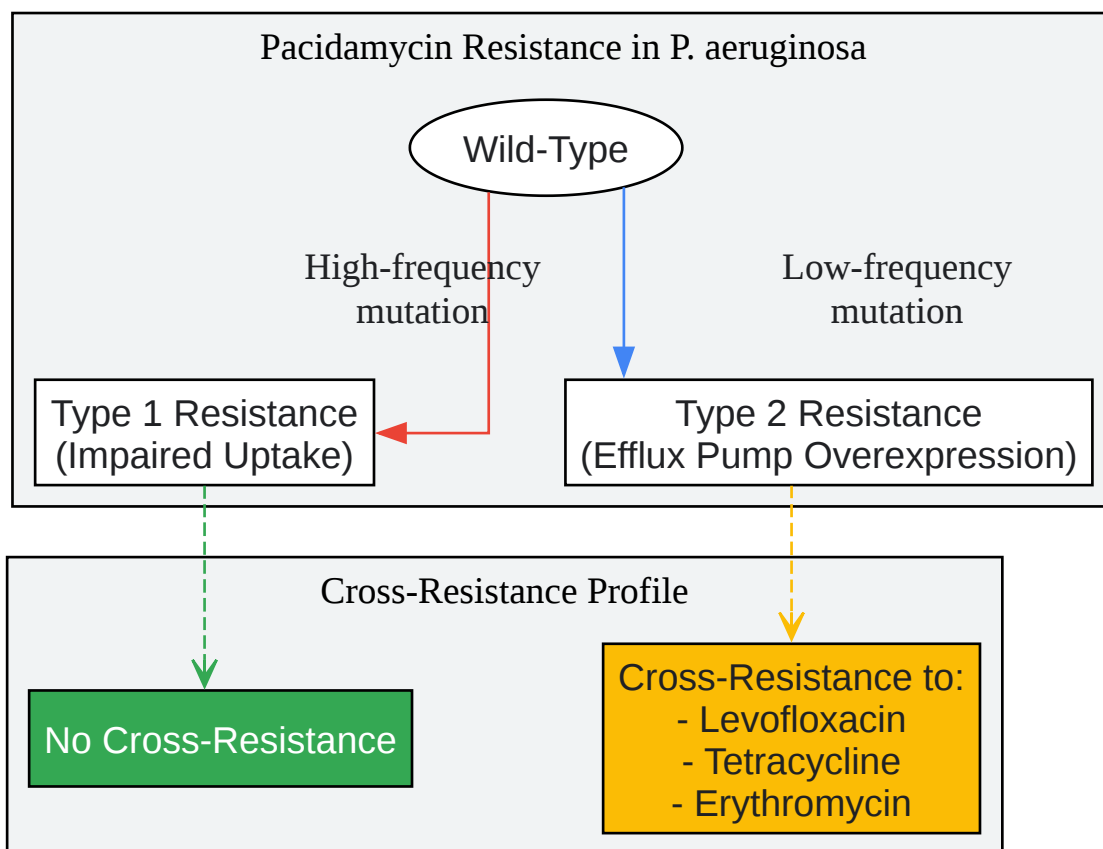 Pacidamycin Resistance in P. aeruginosa
Wild-Type
High-frequency
mutation
Low-frequency
mutation
Type 1 Resistance
(Impaired Uptake)
Type 2 Resistance
(Efflux Pump Overexpression)
Cross-Resistance Profile
No Cross-Resistance
Cross-Resistance to:
- Levofloxacin
- Tetracycline
- Erythromycin